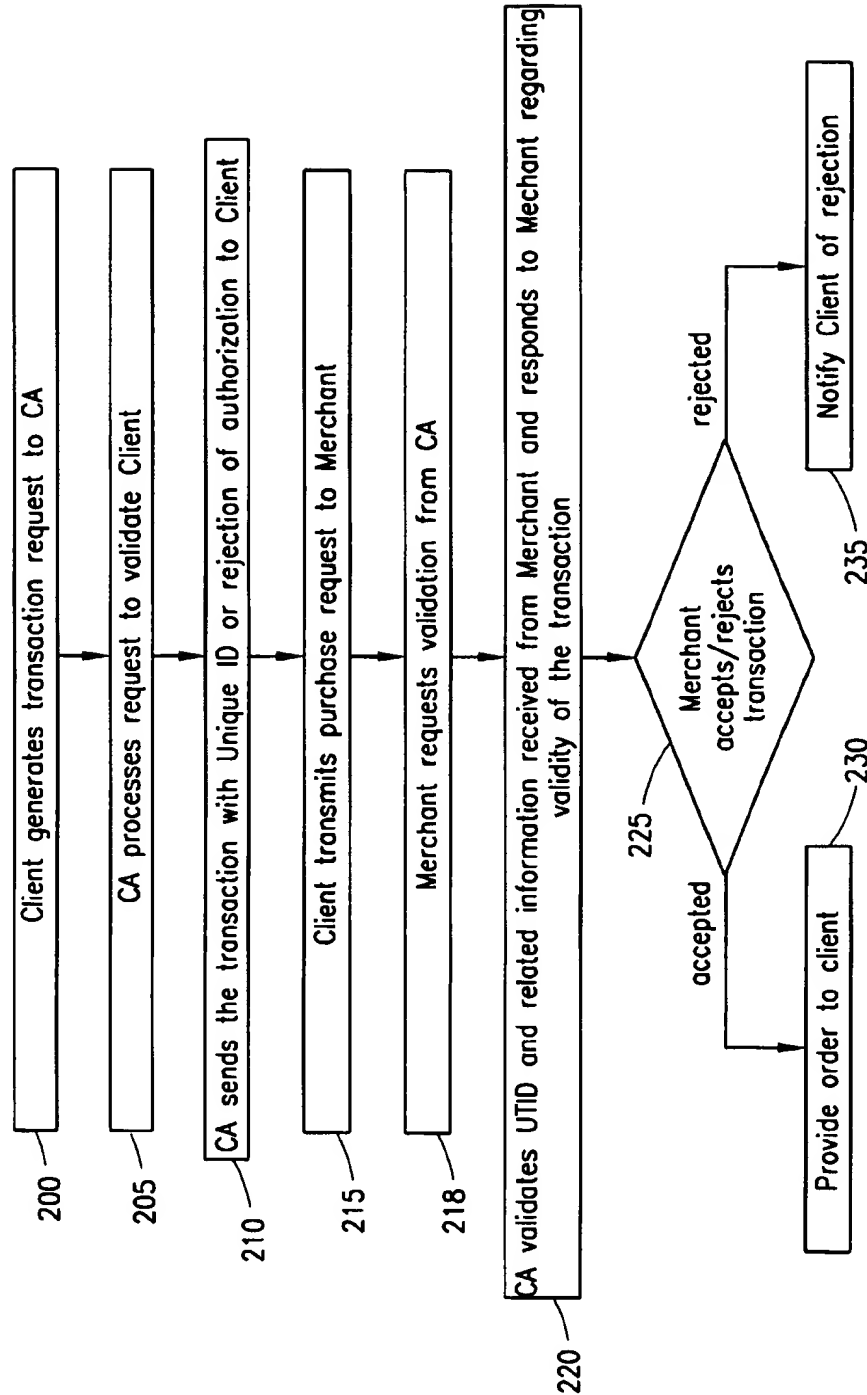 Client generates transaction request to CA
200
CA processes request to validate Client
205
CA sends the transaction with Unique ID or rejection of authorization to Client
210
Client transmits purchase request to Merchant
215
Merchant requests validation from CA
218
CA validates UTID and related information received from Merchant and responds to Mechant regarding
validity of the transaction
220
Merchant
accepts/rejects
transaction
225
accepted
rejected
Provide order to client
230
Notify Client of rejection
235